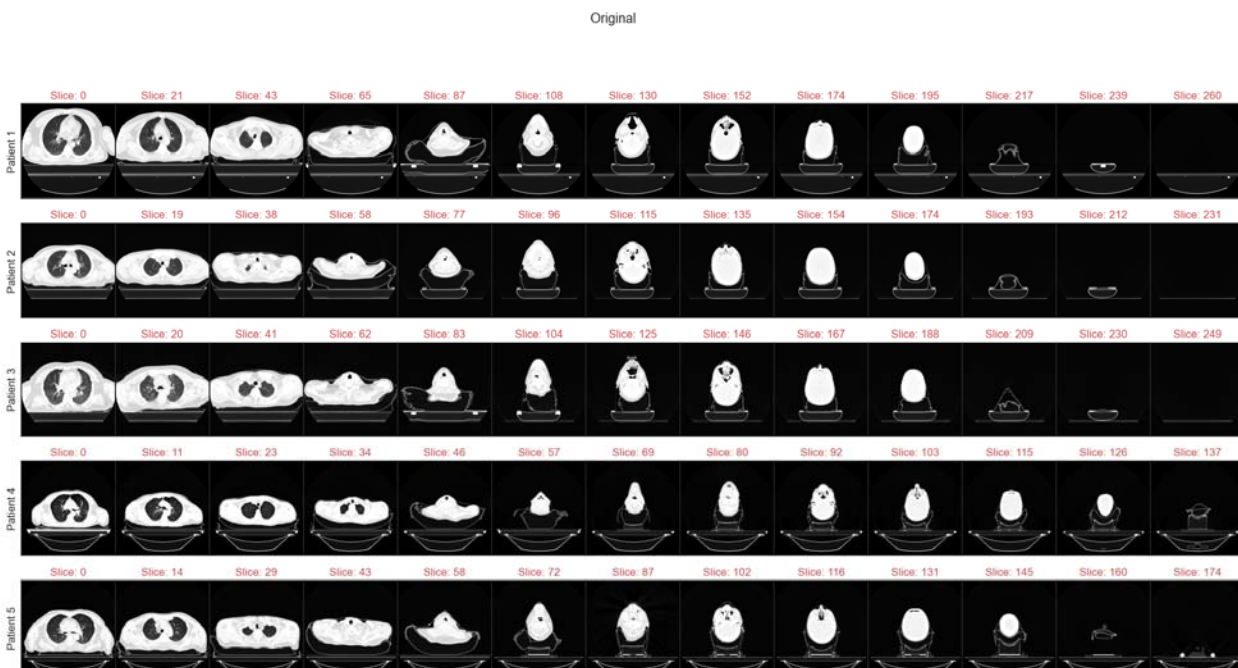 Original
Slice: 0 Slice: 21 Slice: 43 Slice: 65 Slice: 87 Slice: 108 Slice: 130 Slice: 152 Slice: 174 Slice: 195 Slice: 217 Slice: 239 Slice: 260
Patient 1
Slice: 0 Slice: 19 Slice: 38 Slice: 58 Slice: 77 Slice: 96 Slice: 115 Slice: 135 Slice: 154 Slice: 174 Slice: 193 Slice: 212 Slice: 231
Patient 2
Slice: 0 Slice: 20 Slice: 41 Slice: 62 Slice: 83 Slice: 104 Slice: 125 Slice: 146 Slice: 167 Slice: 188 Slice: 209 Slice: 230 Slice: 249
Patient 3
Slice: 0 Slice: 11 Slice: 23 Slice: 34 Slice: 46 Slice: 57 Slice: 69 Slice: 80 Slice: 92 Slice: 103 Slice: 115 Slice: 126 Slice: 137
Patient 4
Slice: 0 Slice: 14 Slice: 29 Slice: 43 Slice: 58 Slice: 72 Slice: 87 Slice: 102 Slice: 116 Slice: 131 Slice: 145 Slice: 160 Slice: 174
Patient 5